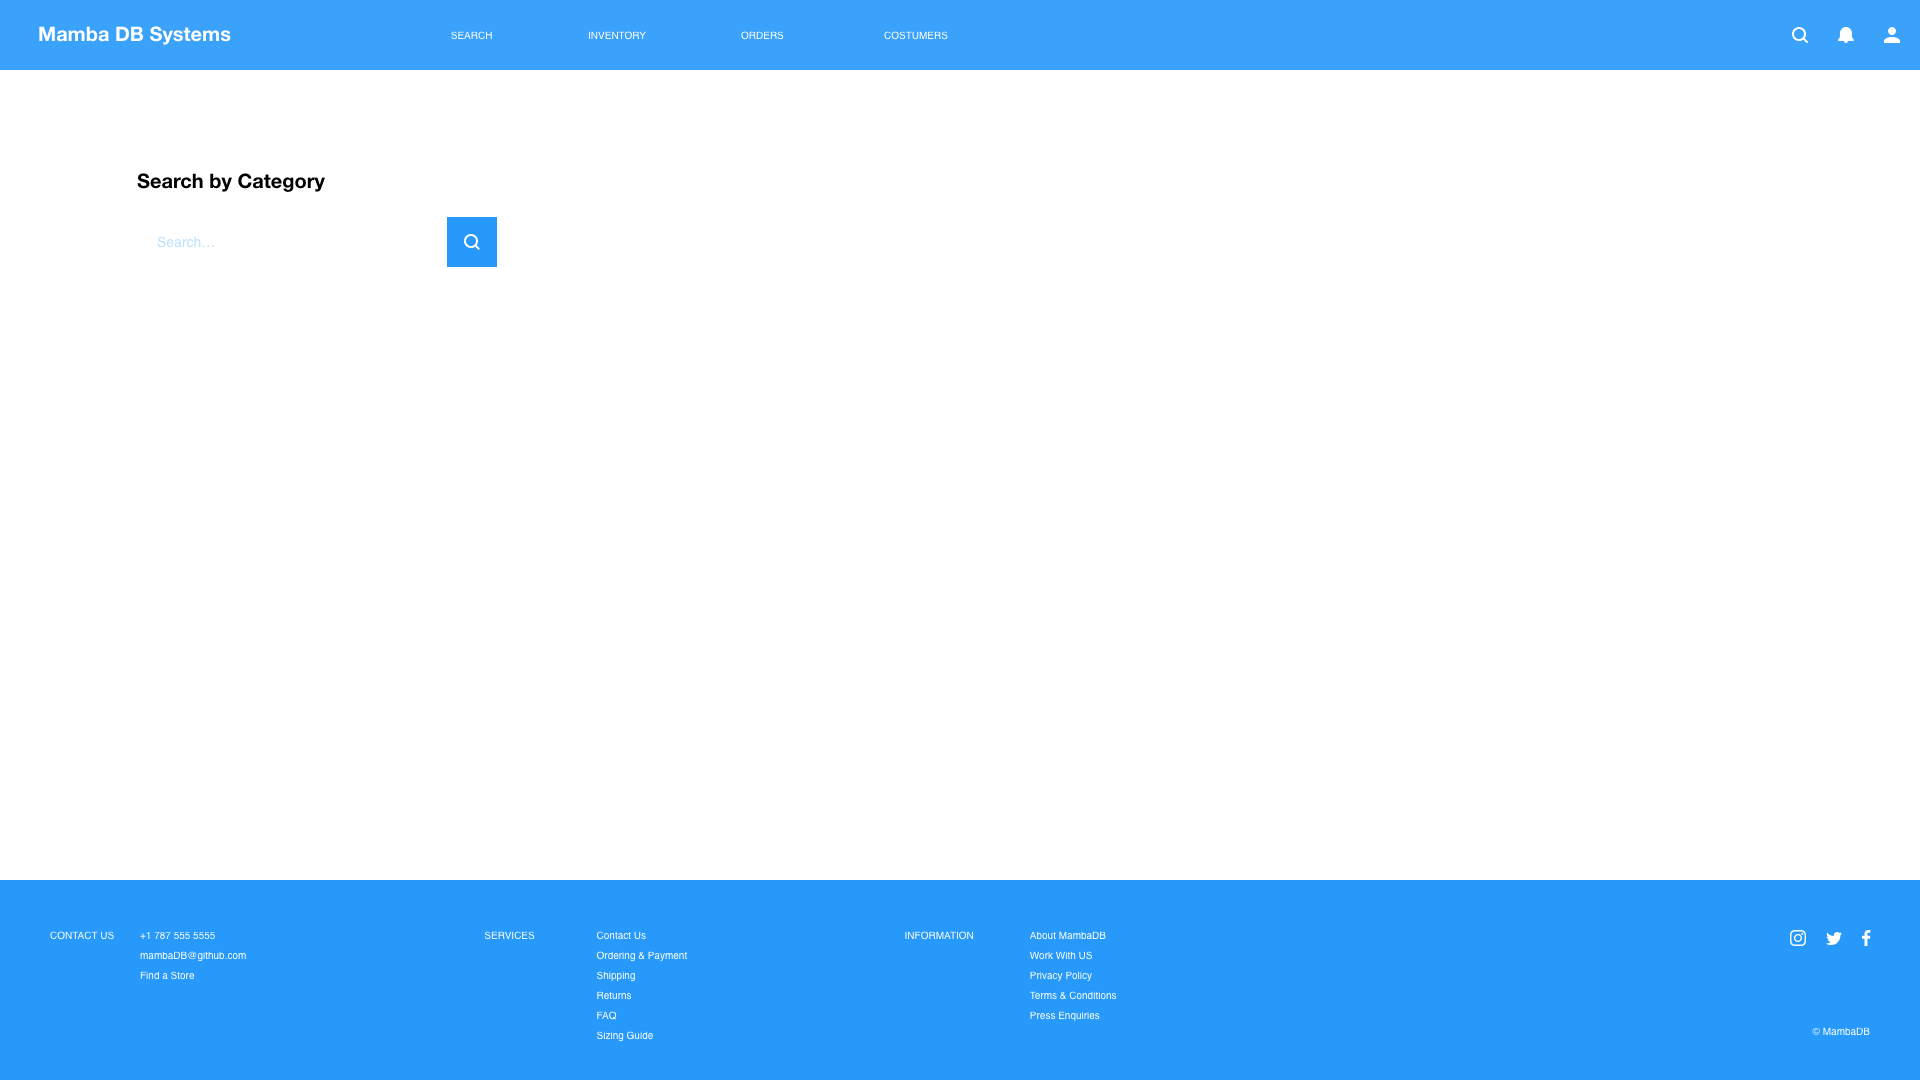 Mamba DB Systems
SEARCH
INVENTORY
ORDERS
COSTUMERS
Search by Category
Search...
CONTACT US
+1 787 555 5555
mambaDB@github.com
Find a Store
SERVICES
Contact Us
Ordering & Payment
Shipping
Returns
FAQ
Sizing Guide
INFORMATION
About MambaDB
Work With US
Privacy Policy
Terms & Conditions
Press Enquiries
© MambaDB